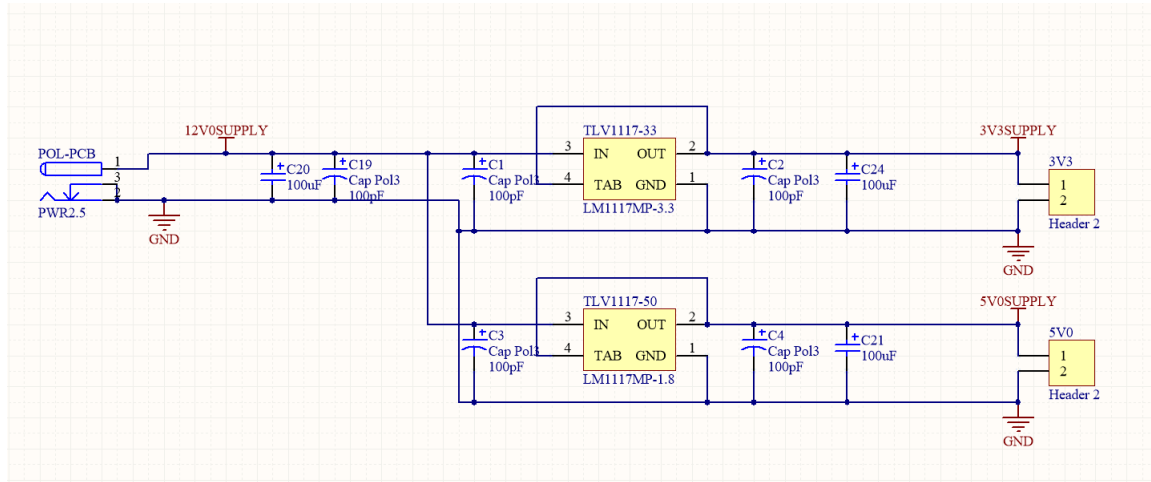 12V0SUPPLY
POL-PCB
1
3
2
PWR2.5
GND
C20
100uF
C19
Cap Pol3
100pF
C1
Cap Pol3
100pF
TLV1117-33
3 IN OUT 2
4 TAB GND 1
LM1117MP-3.3
C2
Cap Pol3
100pF
C24
100uF
3V3SUPPLY
3V3
1
2
Header 2
GND
C3
Cap Pol3
100pF
TLV1117-50
3 IN OUT 2
4 TAB GND 1
LM1117MP-1.8
C4
Cap Pol3
100pF
C21
100uF
5V0SUPPLY
5V0
1
2
Header 2
GND